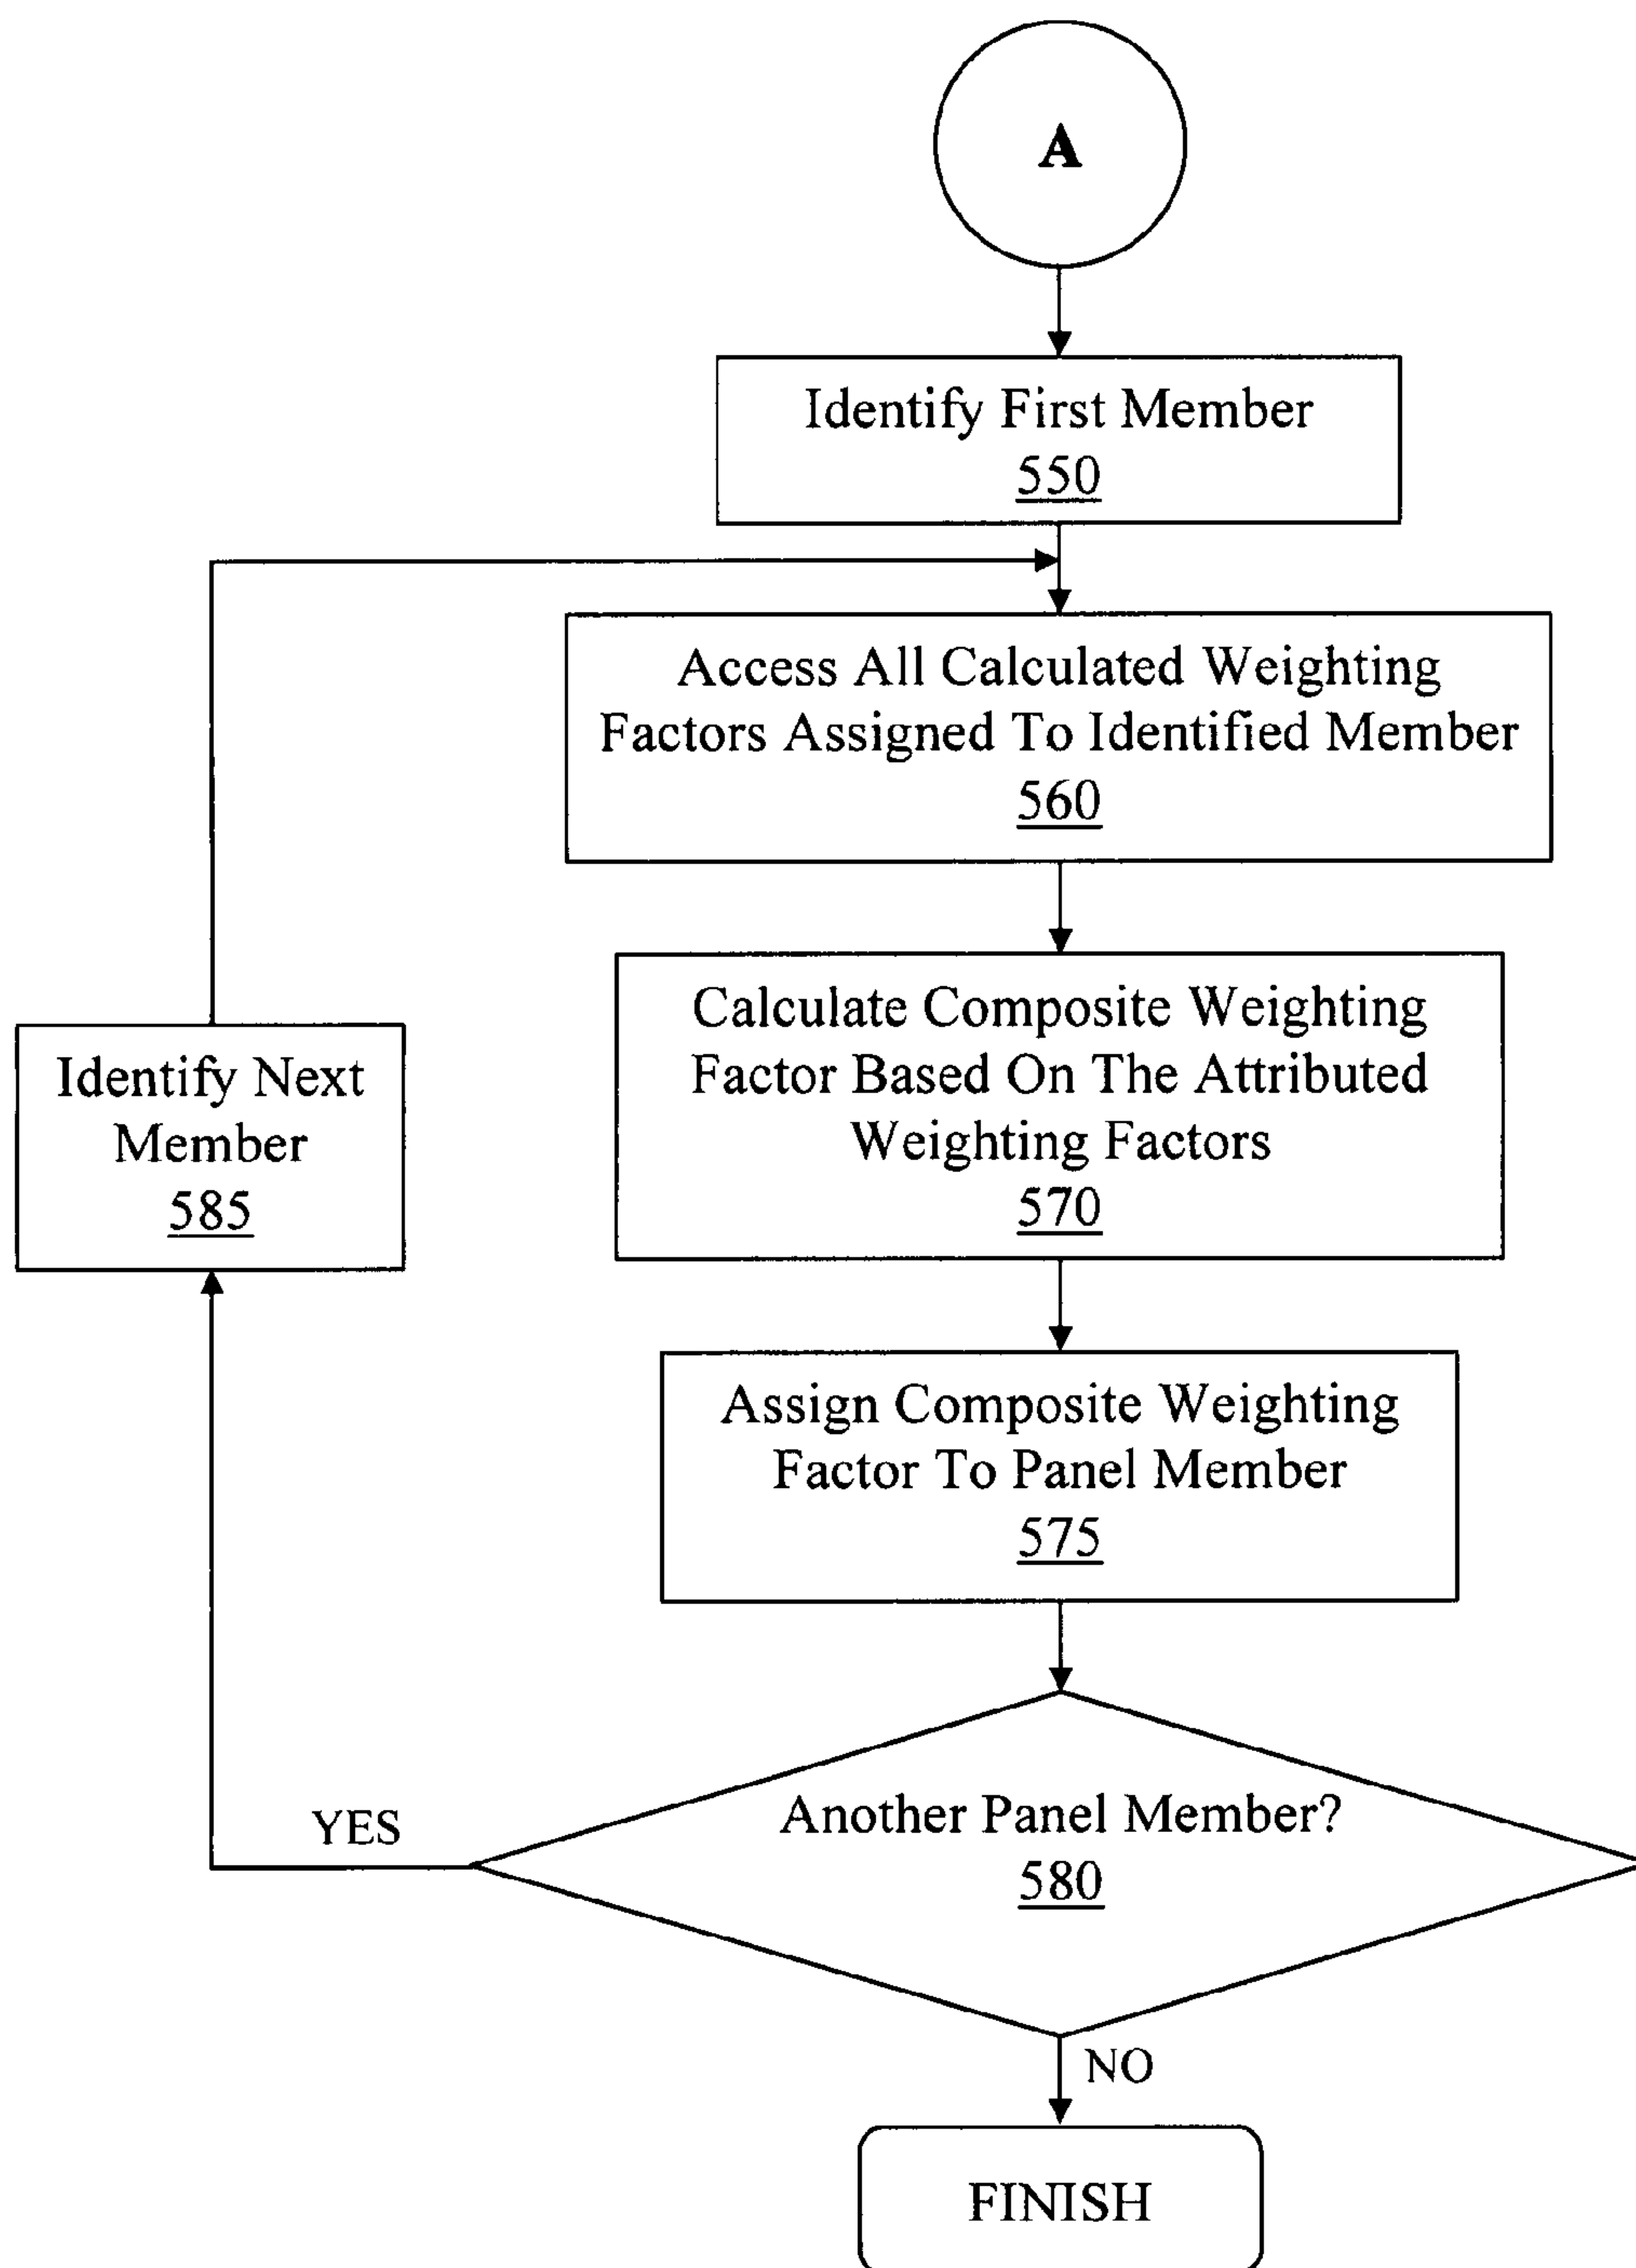 A
Identify First Member
550
Access All Calculated Weighting
Factors Assigned To Identified Member
560
Calculate Composite Weighting
Factor Based On The Attributed
Weighting Factors
570
Identify Next
Member
585
Assign Composite Weighting
Factor To Panel Member
575
Another Panel Member?
580
YES
NO
FINISH